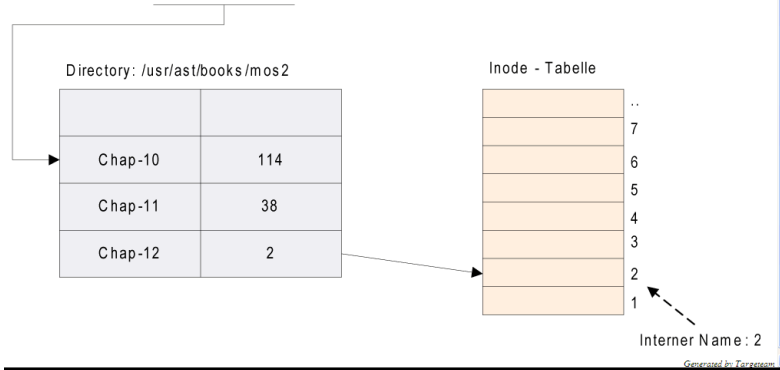 Directory: /usr/ast/books/mos2
Inode - Tabelle
Chap-10 114
Chap-11 38
Chap-12 2
..
7
6
5
4
3
2
1
Interner Name: 2
Generated by Targeteam